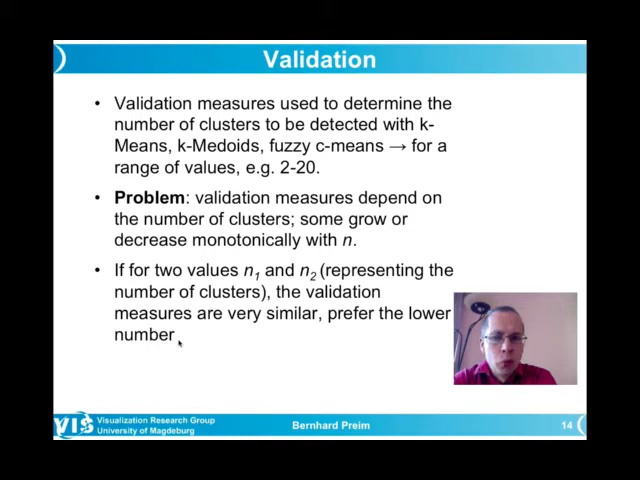 Validation
• Validation measures used to determine the
number of clusters to be detected with k-
Means, k-Medoids, fuzzy c-means → for a
range of values, e.g. 2-20.
• Problem: validation measures depend on
the number of clusters; some grow or
decrease monotonically with n.
• If for two values n1 and n2 (representing the
number of clusters), the validation
measures are very similar, prefer the lower
number
VIS
Visualization Research Group
University of Magdeburg
Bernhard Preim
14